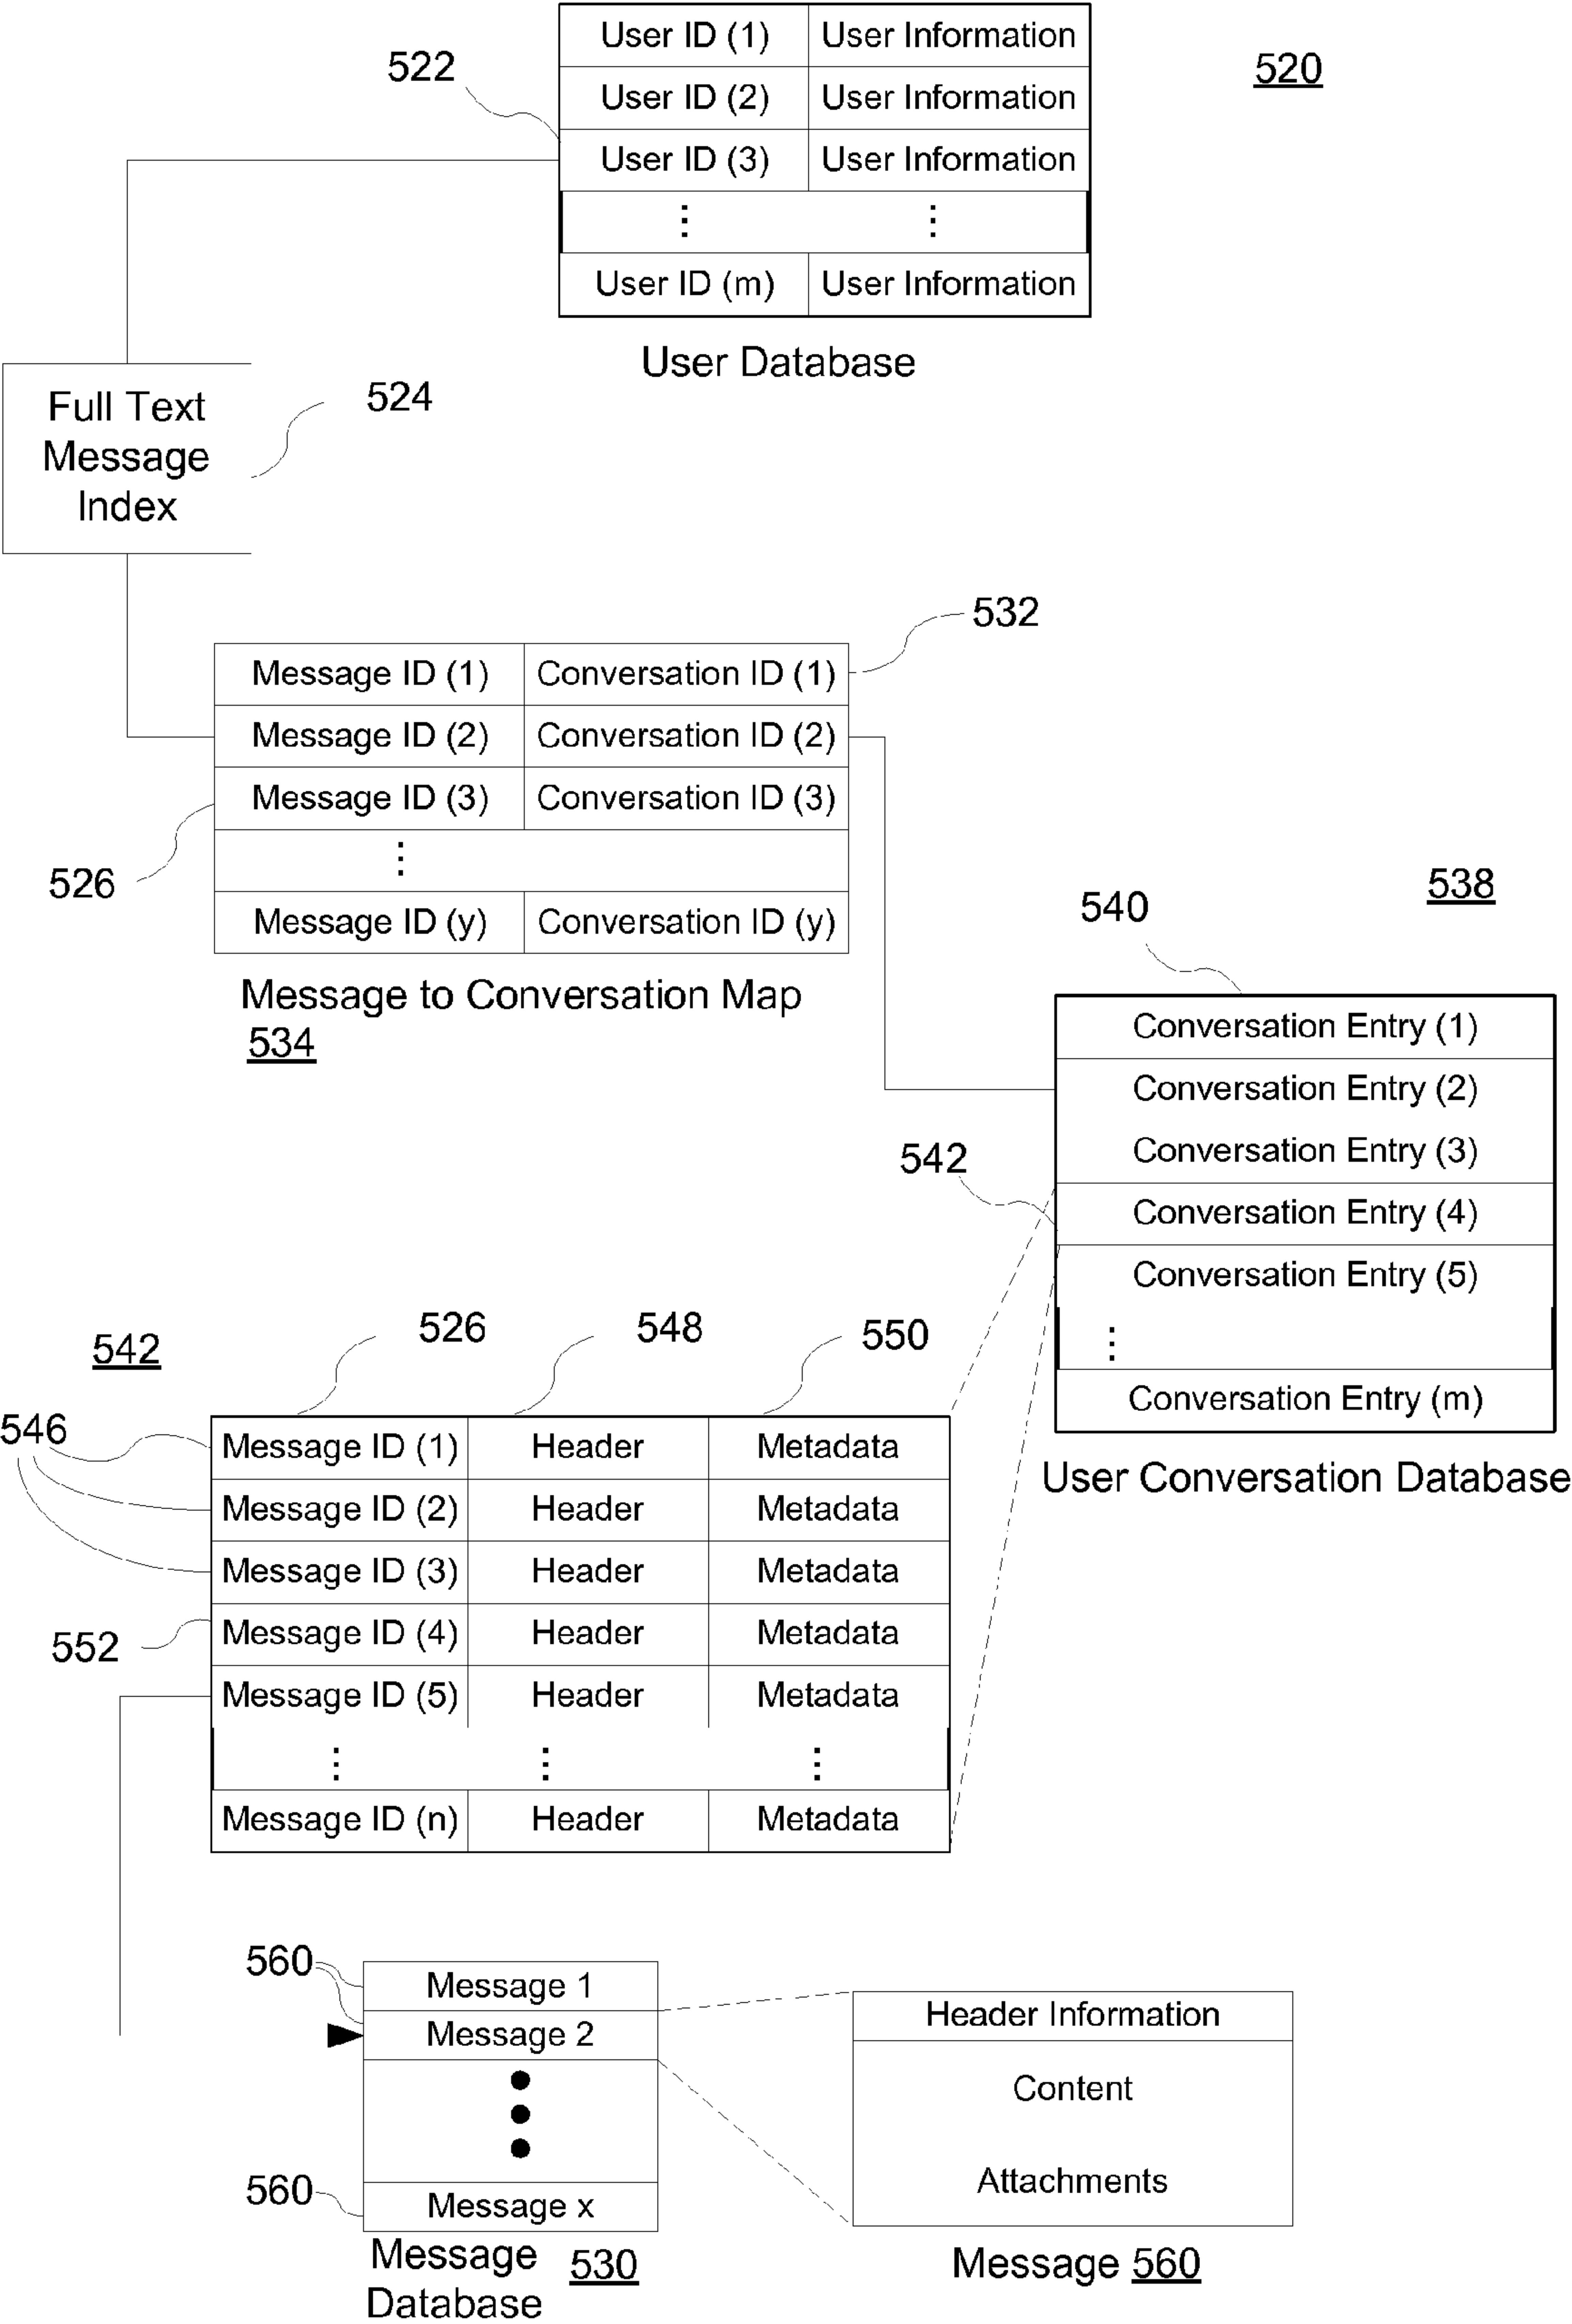 User ID (1) User Information
522
520
User ID (2) User Information
User ID (3) User Information
⋮ ⋮
User ID (m) User Information
User Database
Full Text
Message
Index
524
532
Message ID (1) Conversation ID (1)
Message ID (2) Conversation ID (2)
Message ID (3) Conversation ID (3)
⋮
526
Message ID (y) Conversation ID (y)
Message to Conversation Map
534
538
540
Conversation Entry (1)
Conversation Entry (2)
Conversation Entry (3)
542
Conversation Entry (4)
Conversation Entry (5)
⋮
Conversation Entry (m)
User Conversation Database
542
526
548
550
546
Message ID (1) Header Metadata
Message ID (2) Header Metadata
Message ID (3) Header Metadata
552
Message ID (4) Header Metadata
Message ID (5) Header Metadata
⋮ ⋮ ⋮
Message ID (n) Header Metadata
560
Message 1
Message 2
560
Message x
Message
Database
530
Header Information
Content
Attachments
Message 560